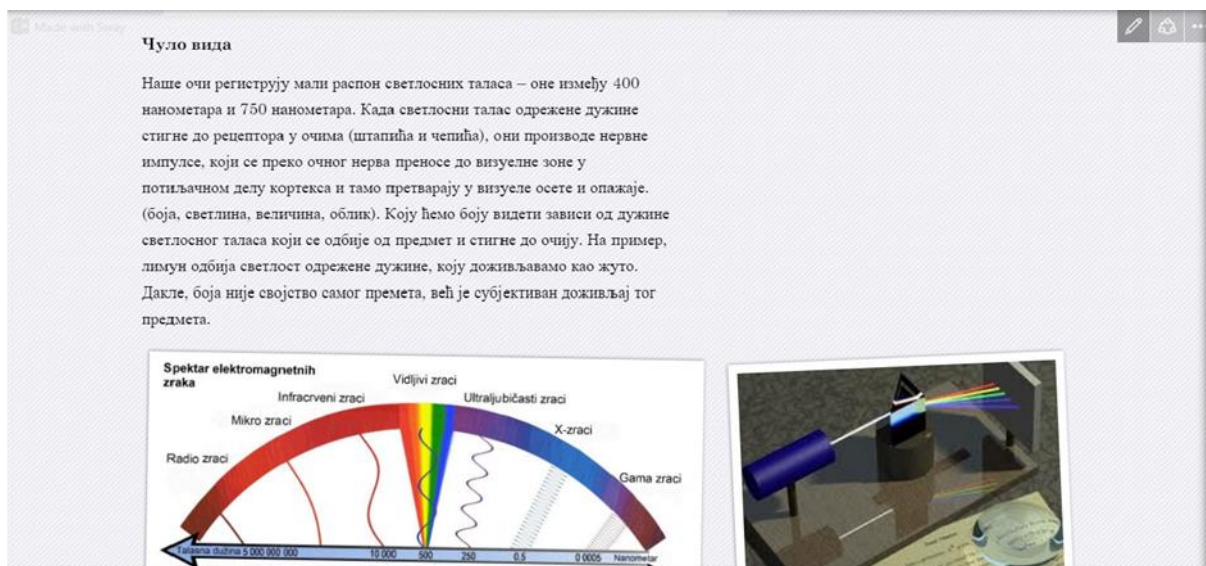 Made with Sway
Чуло вида
Наше очи региструју мали распон светлосних таласа – оне између 400
нанометара и 750 нанометара. Када светлосни талас одрежене дужине
стигне до рецептора у очима (штапића и чепића), они производе нервне
импулсе, који се преко очног нерва преносе до визуелне зоне у
потиљачном делу кортекса и тамо претварају у визуеле осете и опажаје.
(боја, светлина, величина, облик). Коју ћемо боју видети зависи од дужине
светлосног таласа који се одбије од предмет и стигне до очију. На пример,
лимун одбија светлост одрежене дужине, коју доживљавамо као жуто.
Дакле, боја није својство самог премета, већ је субјективан доживљај тог
предмета.
Spektar elektromagnetnih
zraka
Vidljivi zraci
Infracrveni zraci
Ultraljubičasti zraci
Mikro zraci
X-zraci
Radio zraci
Gama zraci
Talasna dužina 5 000 000 000 10 000 500 250 0.5 0 0005 Nanometar